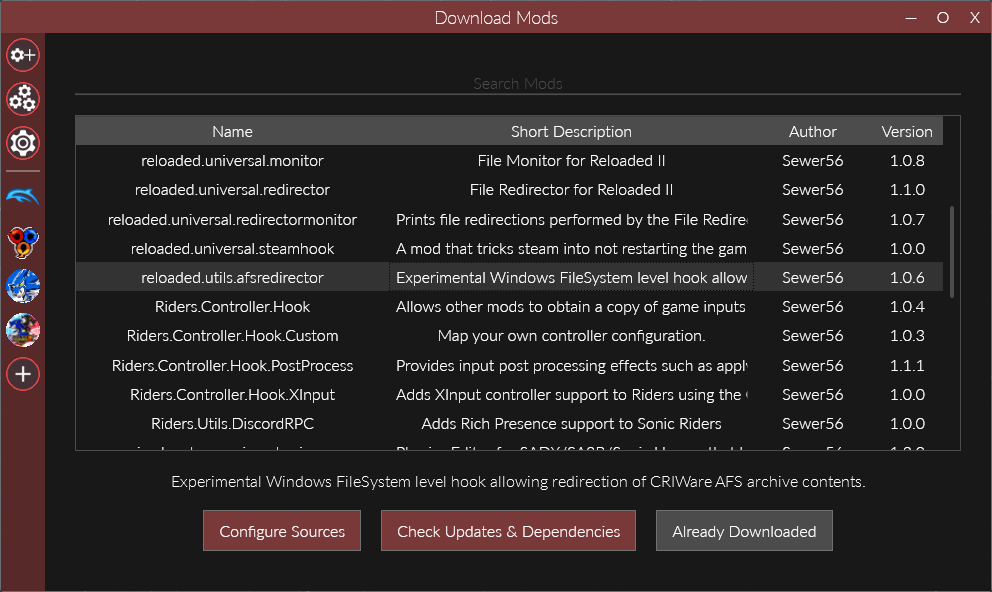 Download Mods
Search Mods
Name Short Description Author Version
reloaded.universal.monitor File Monitor for Reloaded II Sewer56 1.0.8
reloaded.universal.redirector File Redirector for Reloaded II Sewer56 1.1.0
reloaded.universal.redirectormonitor Prints file redirections performed by the File Redire Sewer56 1.0.7
reloaded.universal.steamhook A mod that tricks steam into not restarting the gam Sewer56 1.0.0
reloaded.utils.afsredirector Experimental Windows FileSystem level hook allow Sewer56 1.0.6
Riders.Controller.Hook Allows other mods to obtain a copy of game inputs Sewer56 1.0.4
Riders.Controller.Hook.Custom Map your own controller configuration. Sewer56 1.0.3
Riders.Controller.Hook.PostProcess Provides input post processing effects such as apply Sewer56 1.1.1
Riders.Controller.Hook.XInput Adds XInput controller support to Riders using the Sewer56 1.0.0
Riders.Utils.DiscordRPC Adds Rich Presence support to Sonic Riders Sewer56 1.0.0
Experimental Windows FileSystem level hook allowing redirection of CRIWare AFS archive contents.
Configure Sources Check Updates & Dependencies Already Downloaded